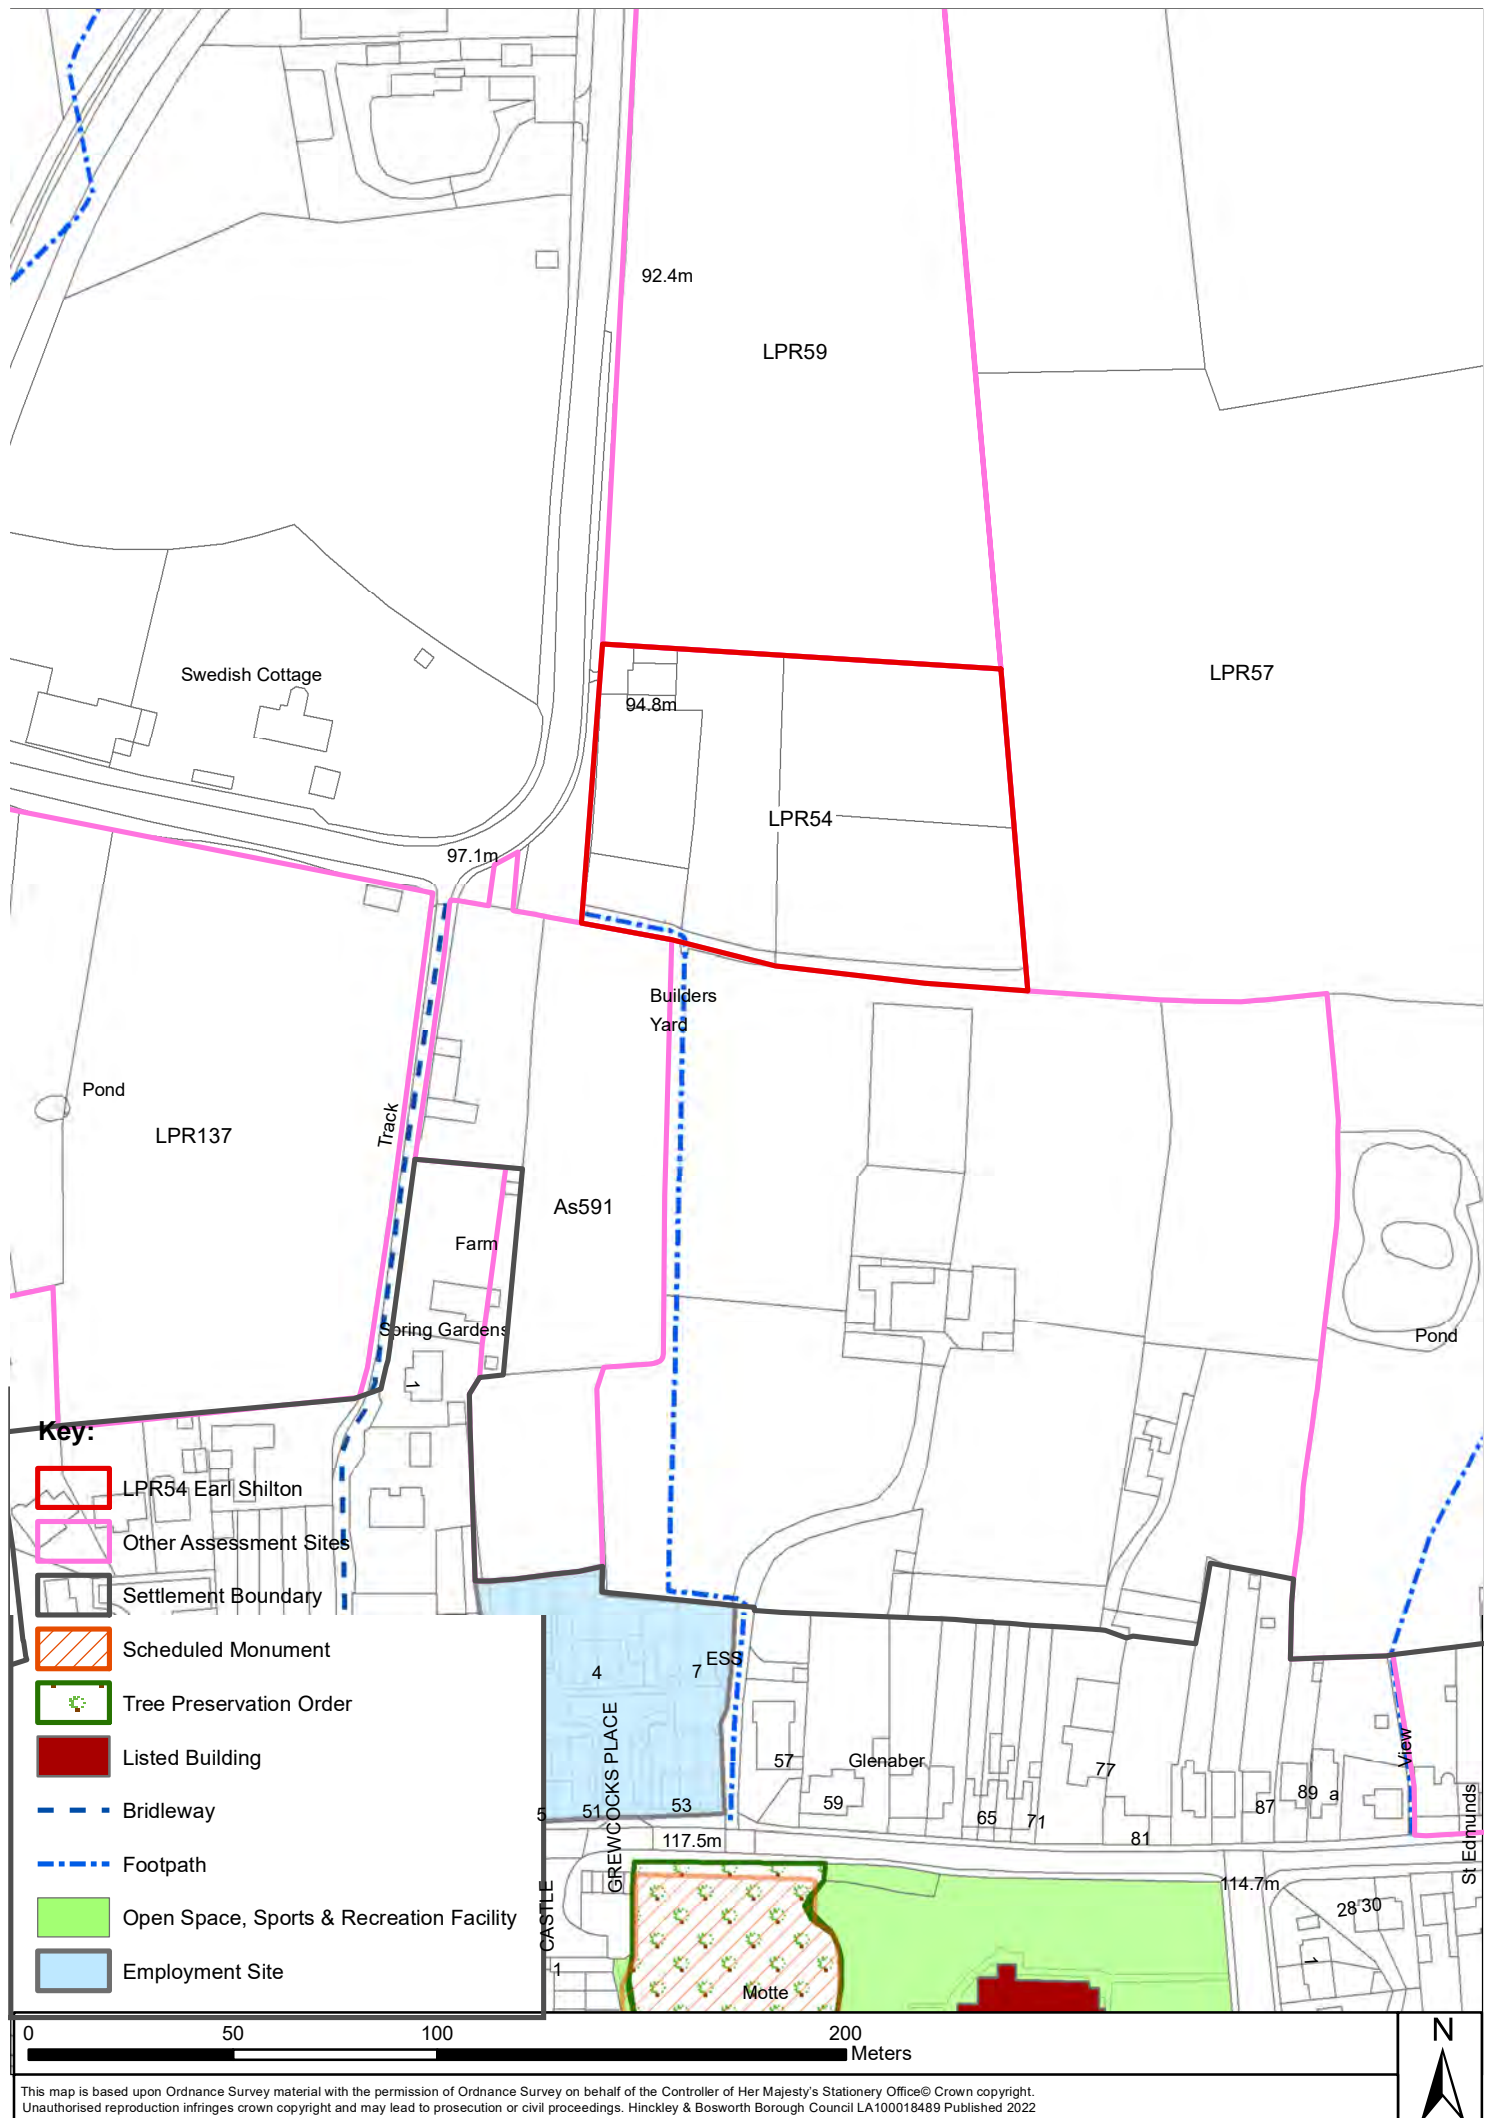 92.4m
LPR59
Swedish Cottage
LPR57
94.8m
LPR54
97.1m
Builders
Yard
Pond
Track
LPR137
As591
Farm
Spring Gardens
Pond
1
Key:
LPR54 Earl Shilton
Other Assessment Sites
Settlement Boundary
Scheduled Monument
Tree Preservation Order
Listed Building
Bridleway
Footpath
Open Space, Sports & Recreation Facility
Employment Site
4
7
ESS
GREWCOCKS PLACE
57
Glenaber
77
View
5
51
53
59
65
71
81
87
89
a
St Edmunds
117.5m
CASTLE
114.7m
28 30
1
1
Motte
0
50
100
200
Meters
N
This map is based upon Ordnance Survey material with the permission of Ordnance Survey on behalf of the Controller of Her Majesty's Stationery Office© Crown copyright.
Unauthorised reproduction infringes crown copyright and may lead to prosecution or civil proceedings. Hinckley & Bosworth Borough Council LA100018489 Published 2022